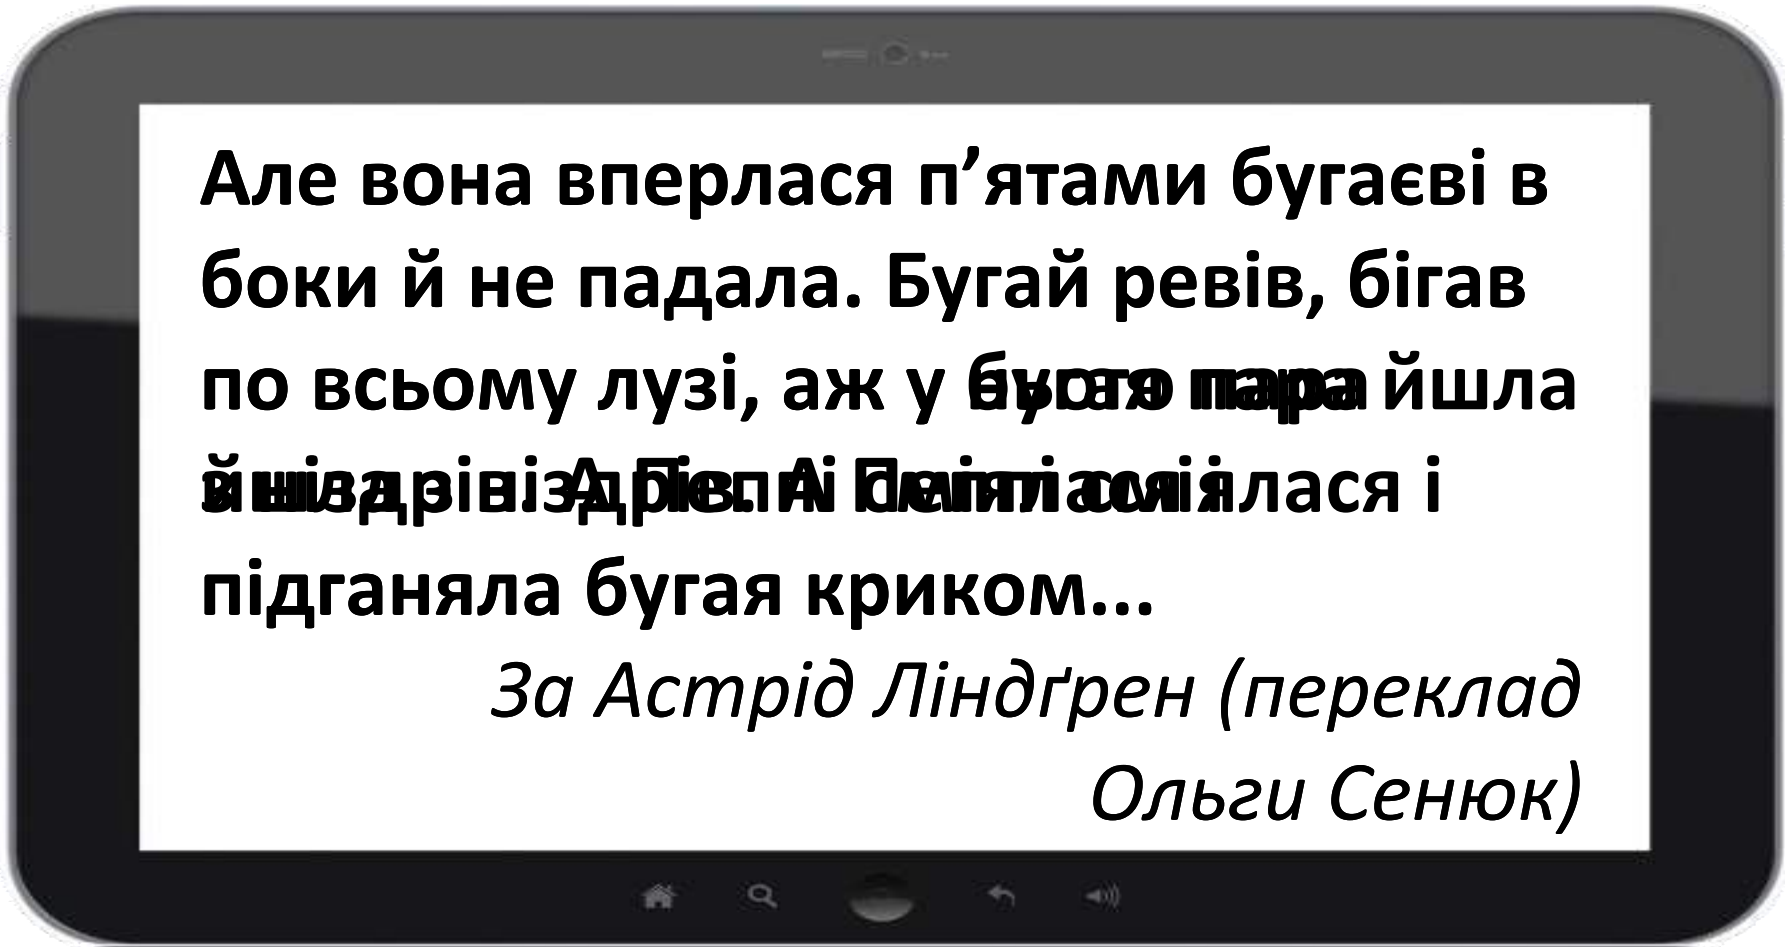 Але вона вперлася п’ятами бугаєві в
боки й не падала. Бугай ревів, бігав
по всьому лузі, аж у йшла
і
підганяла бугая криком...
За Астрід Ліндґрен (переклад
Ольги Сенюк)